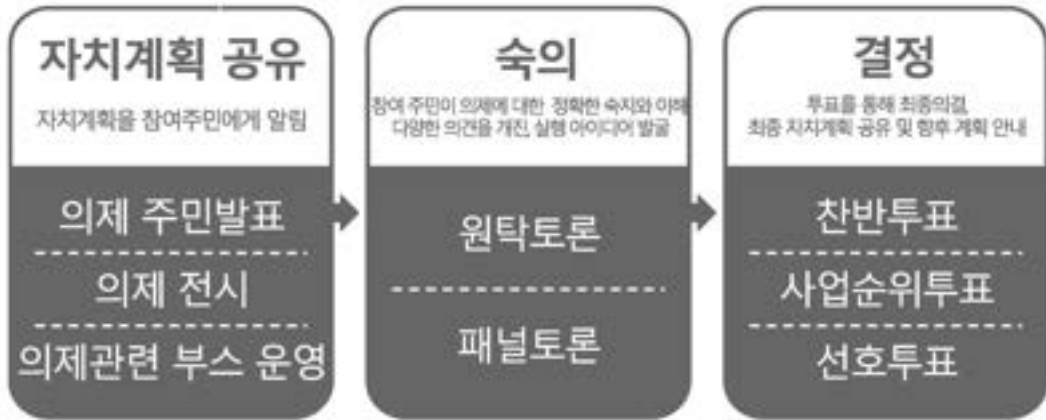 자치계획 공유
자치계획을 참여주민에게 알림
의제 주민발표
의제 전시
의제관련 부스 운영
숙의
참여 주민이 의제에 대한 정확한 숙지와 이해
다양한 의견을 개진, 실행 아이디어 발굴
원탁토론
패널토론
결정
투표를 통해 최종의결,
최종 자치계획 공유 및 향후 계획 안내
찬반투표
사업순위투표
선호투표